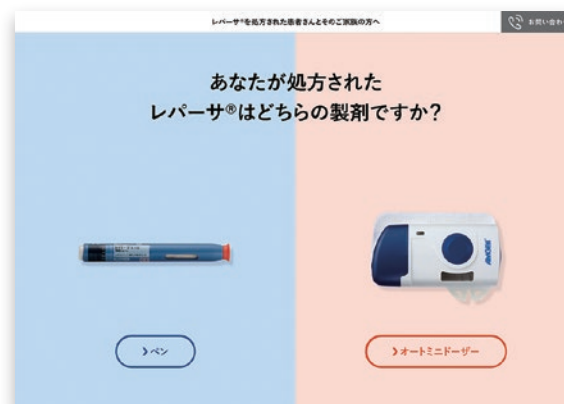 レパーサ®を処方された患者さんとそのご家族の方へ
お問い合わ
あなたが処方された
レパーサ®はどちらの製剤ですか?
❯ペン
❯オートミニドーザー